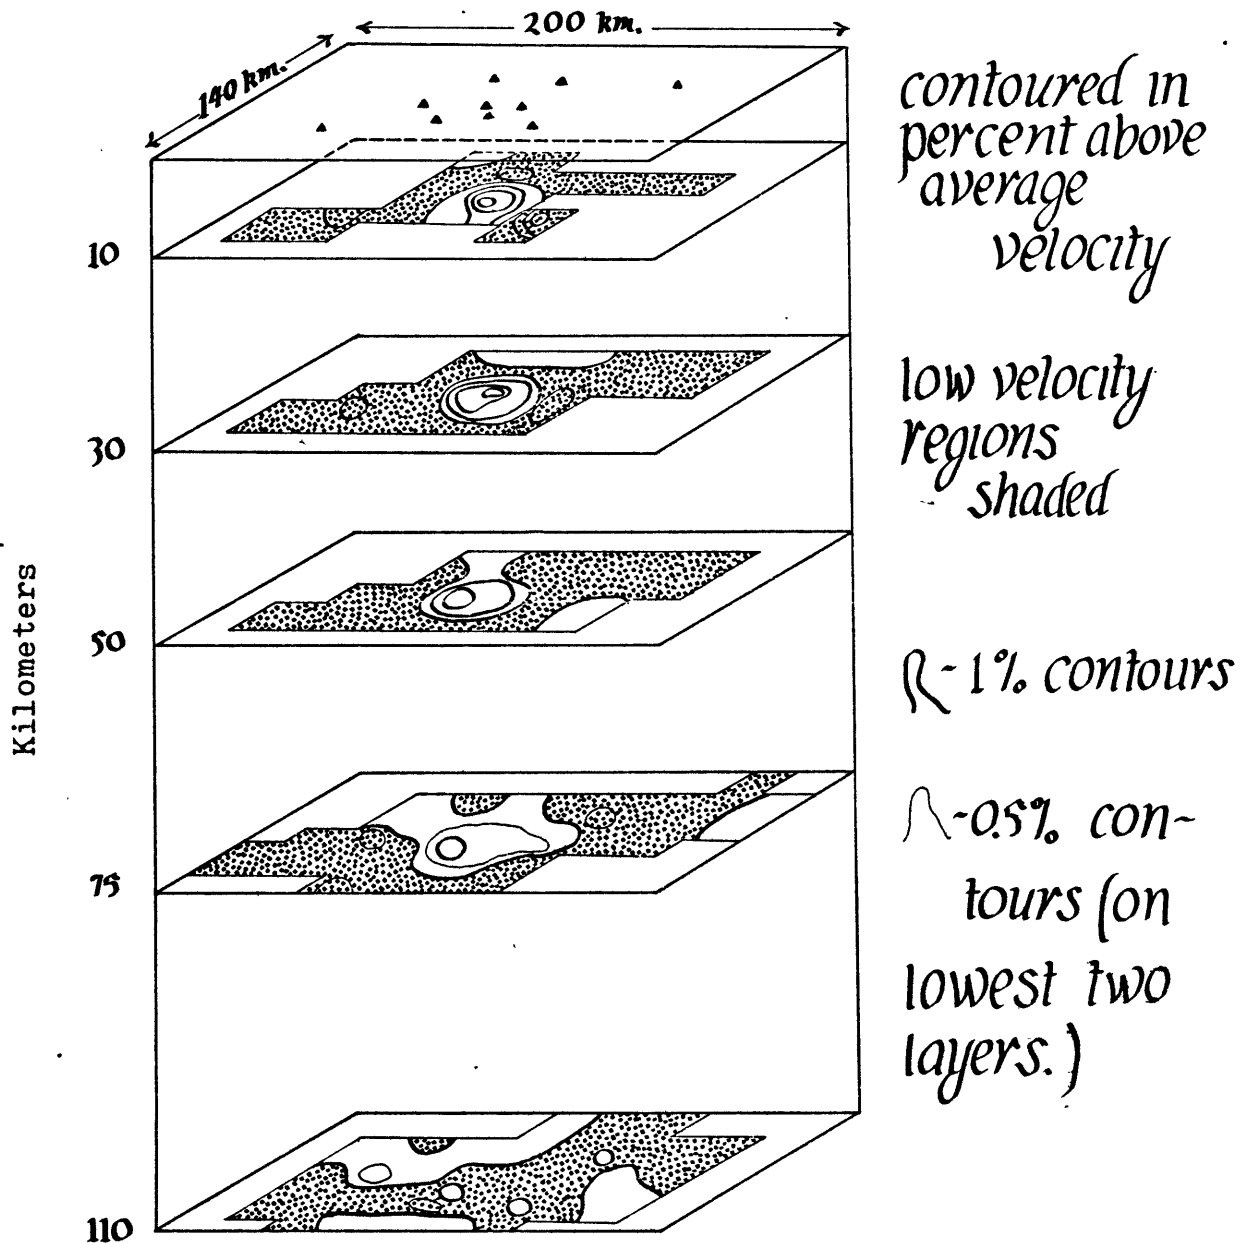 200 km.
140 km.
contoured in
percent above
average
velocity
10
low velocity
regions
shaded
30
Kilometers
50
- 1% contours
75
- 0.5% con-
tours (on
lowest two
layers.)
110